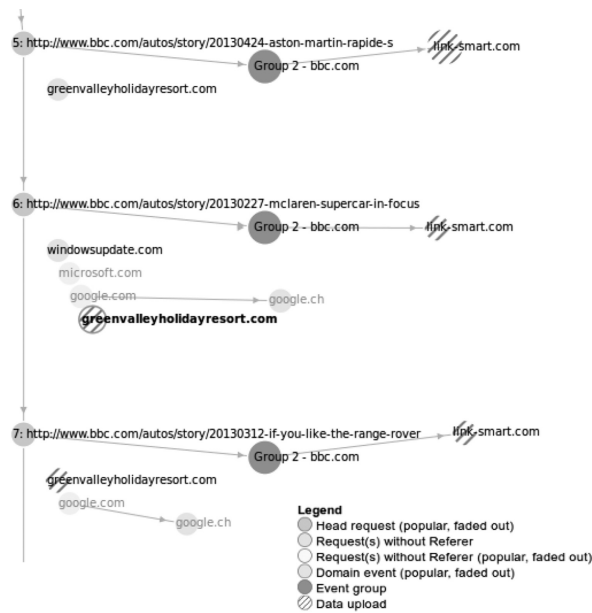 5: http://www.bbc.com/autos/story/20130424-aston-martin-rapide-s
link-smart.com
Group 2 - bbc.com
greenvalleyholidayresort.com
6: http://www.bbc.com/autos/story/20130227-mclaren-supercar-in-focus
Group 2 - bbc.com
link-smart.com
windowsupdate.com
microsoft.com
google.com
google.ch
greenvalleyholidayresort.com
7: http://www.bbc.com/autos/story/20130312-if-you-like-the-range-rover
link-smart.com
Group 2 - bbc.com
greenvalleyholidayresort.com
google.com
google.ch
Legend
Head request (popular, faded out)
Request(s) without Referer
Request(s) without Referer (popular, faded out)
Domain event (popular, faded out)
Event group
Data upload